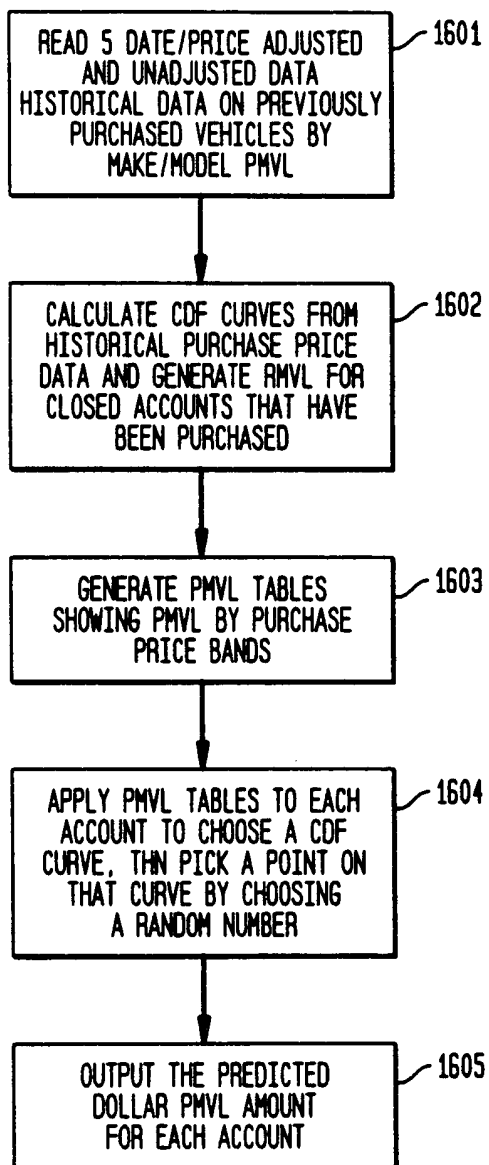 READ 5 DATE/PRICE ADJUSTED
AND UNADJUSTED DATA
HISTORICAL DATA ON PREVIOUSLY
PURCHASED VEHICLES BY
MAKE/MODEL PMVL
1601
CALCULATE CDF CURVES FROM
HISTORICAL PURCHASE PRICE
DATA AND GENERATE RMVL FOR
CLOSED ACCOUNTS THAT HAVE
BEEN PURCHASED
1602
GENERATE PMVL TABLES
SHOWING PMVL BY PURCHASE
PRICE BANDS
1603
APPLY PMVL TABLES TO EACH
ACCOUNT TO CHOOSE A CDF
CURVE, THN PICK A POINT ON
THAT CURVE BY CHOOSING
A RANDOM NUMBER
1604
OUTPUT THE PREDICTED
DOLLAR PMVL AMOUNT
FOR EACH ACCOUNT
1605